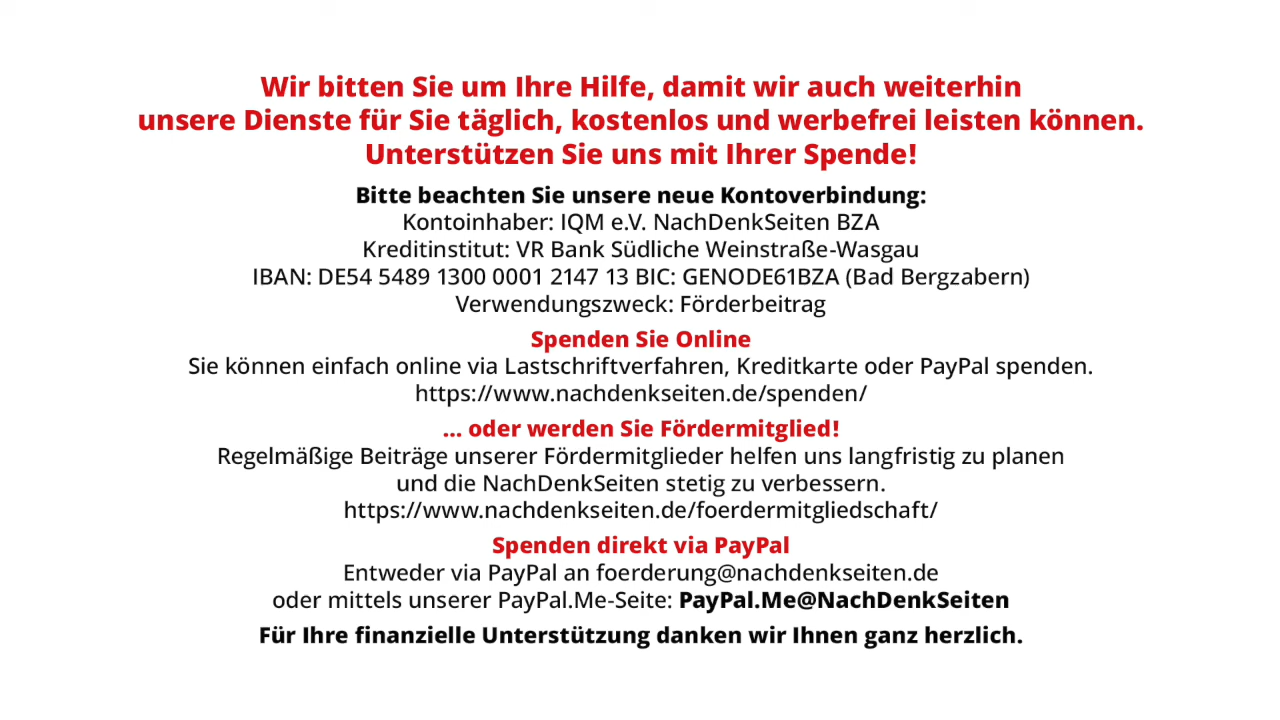 Wir bitten Sie um Ihre Hilfe, damit wir auch weiterhin
unsere Dienste für Sie täglich, kostenlos und werbefrei leisten können.
Unterstützen Sie uns mit Ihrer Spende!
Bitte beachten Sie unsere neue Kontoverbindung:
Kontoinhaber: IQM e.V. NachDenkSeiten BZA
Kreditinstitut: VR Bank Südliche Weinstraße-Wasgau
IBAN: DE54 5489 1300 0001 2147 13 BIC: GENODE61BZA (Bad Bergzabern)
Verwendungszweck: Förderbeitrag
Spenden Sie Online
Sie können einfach online via Lastschriftverfahren, Kreditkarte oder PayPal spenden.
https://www.nachdenkseiten.de/spenden/
... oder werden Sie Fördermitglied!
Regelmäßige Beiträge unserer Fördermitglieder helfen uns langfristig zu planen
und die NachDenkSeiten stetig zu verbessern.
https://www.nachdenkseiten.de/foerdermitgliedschaft/
Spenden direkt via PayPal
Entweder via PayPal an foerderung@nachdenkseiten.de
oder mittels unserer PayPal.Me-Seite: PayPal.Me@NachDenkSeiten
Für Ihre finanzielle Unterstützung danken wir Ihnen ganz herzlich.